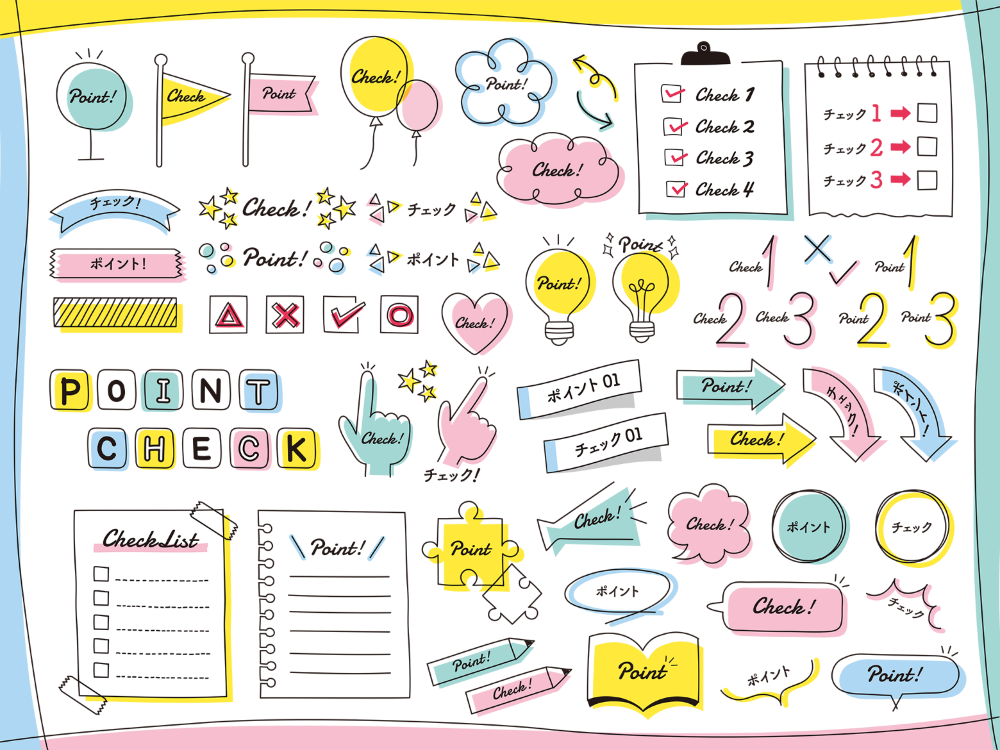 Point!
Check
Point
Check!
Point!
Check!
Check 1
Check 2
Check 3
Check 4
チェック 1
チェック 2
チェック 3
チェック!
Check!
チェック
ポイント!
Point!
ポイント
Check!
Point!
Point
Check 1
Point 1
Check 2
Check 3
Point 2
Point 3
POINT
CHECK
Check!
チェック!
ポイント 01
チェック 01
Point!
Check!
チェック!
ポイント!
Check List
Point!
Point
Check!
Check!
ポイント
チェック
ポイント
Check!
チェック
Point!
Check!
Point
ポイント
Point!